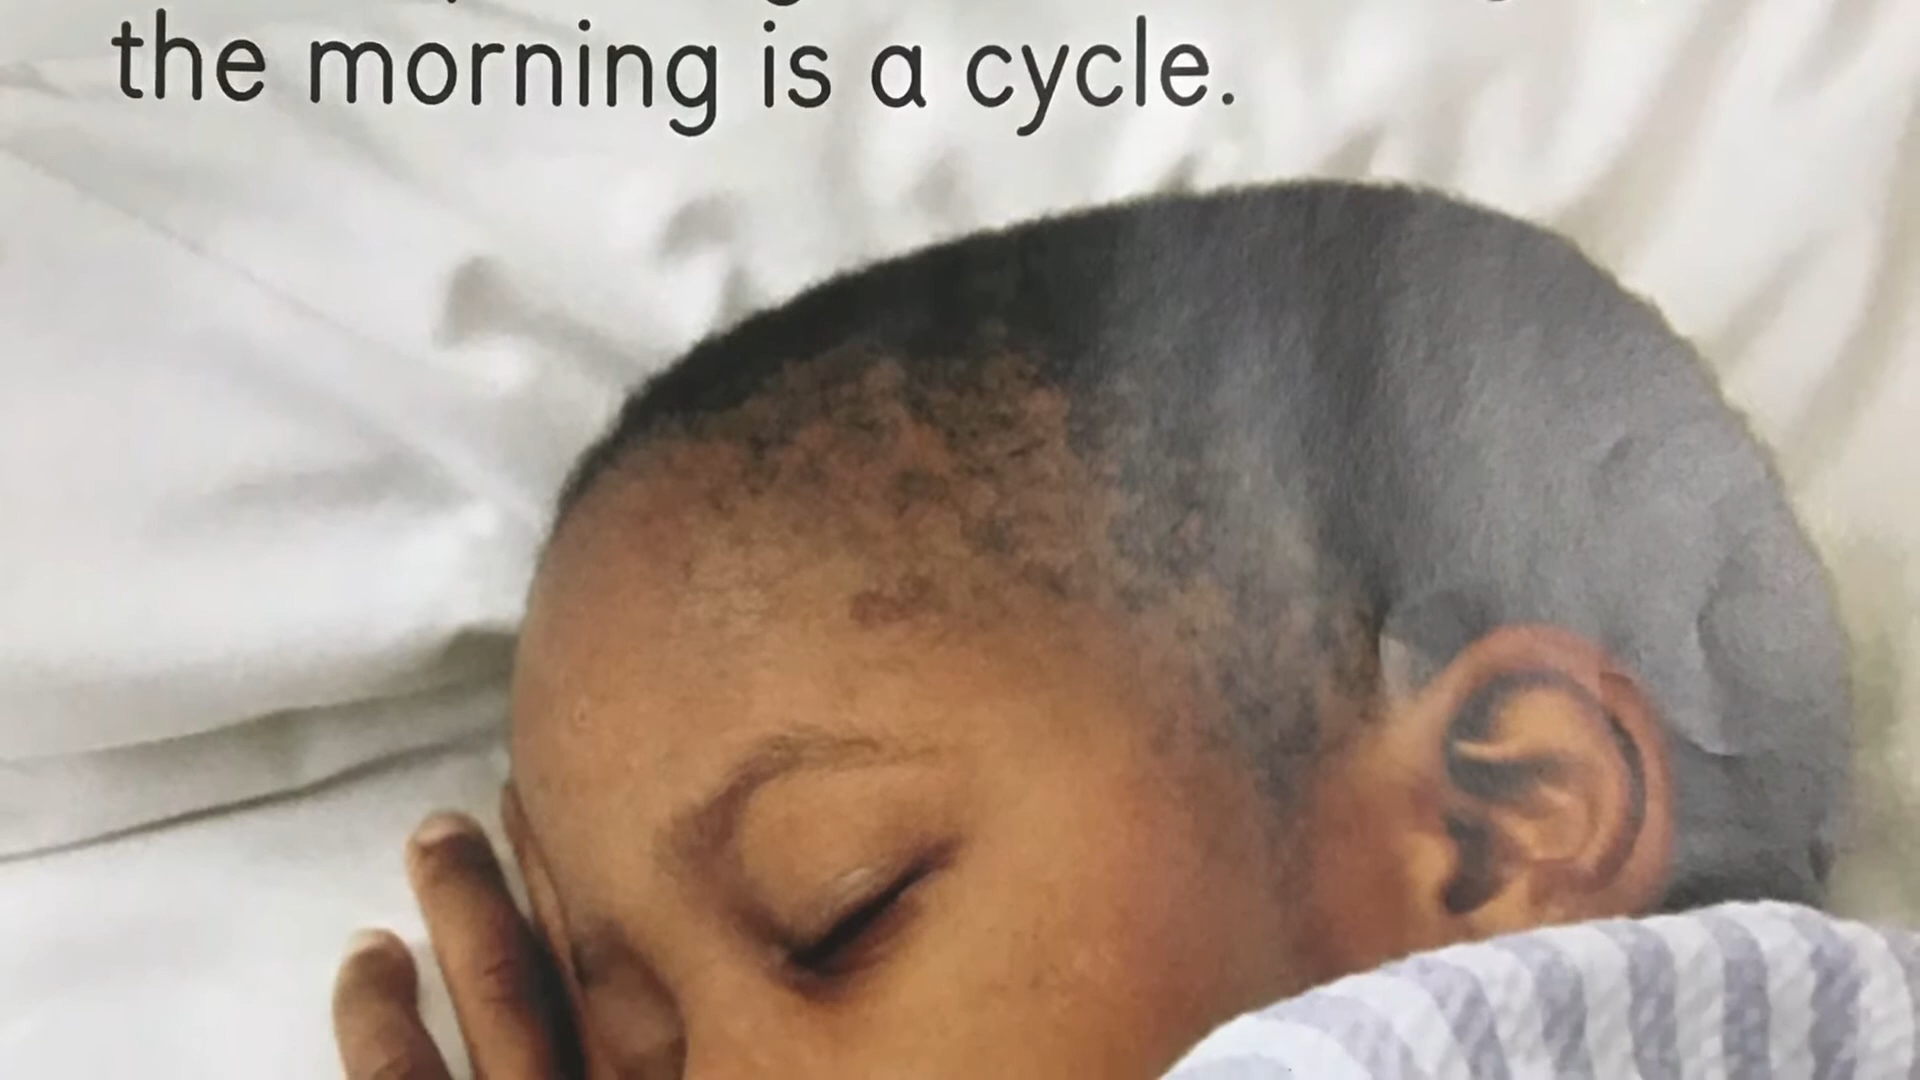 the morning is a cycle.